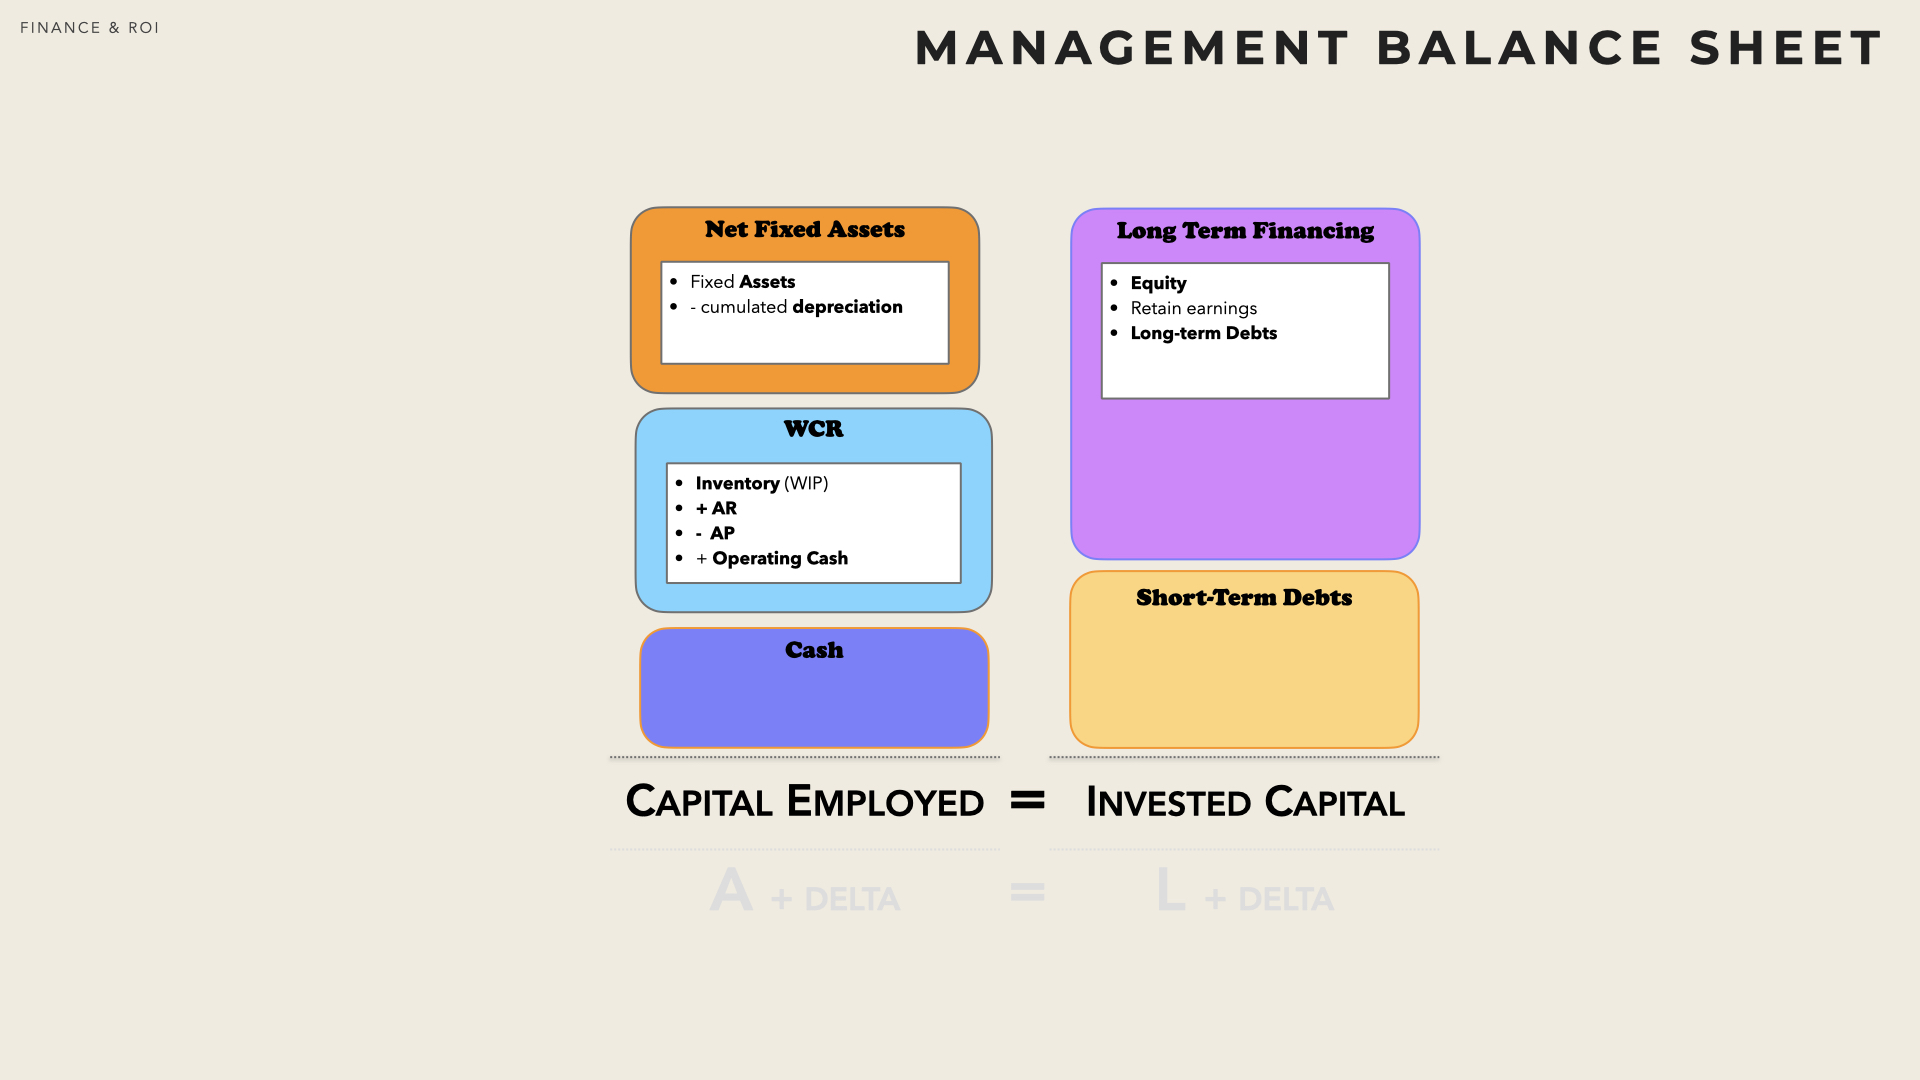 FINANCE & ROI
MANAGEMENT BALANCE SHEET
Net Fixed Assets
• Fixed Assets
• - cumulated depreciation
WCR
• Inventory (WIP)
• + AR
• - AP
• + Operating Cash
Cash
Long Term Financing
• Equity
• Retain earnings
• Long-term Debts
Short-Term Debts
CAPITAL EMPLOYED = INVESTED CAPITAL
A + DELTA = L + DELTA